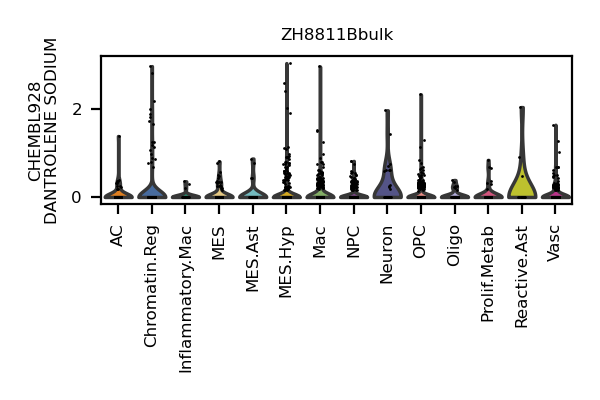 ZH8811Bbulk
CHEMBL928
DANTROLENE SODIUM
2
0
AC
Chromatin.Reg
Inflammatory.Mac
MES
MES.Ast
MES.Hyp
Mac
NPC
Neuron
OPC
Oligo
Prolif.Metab
Reactive.Ast
Vasc